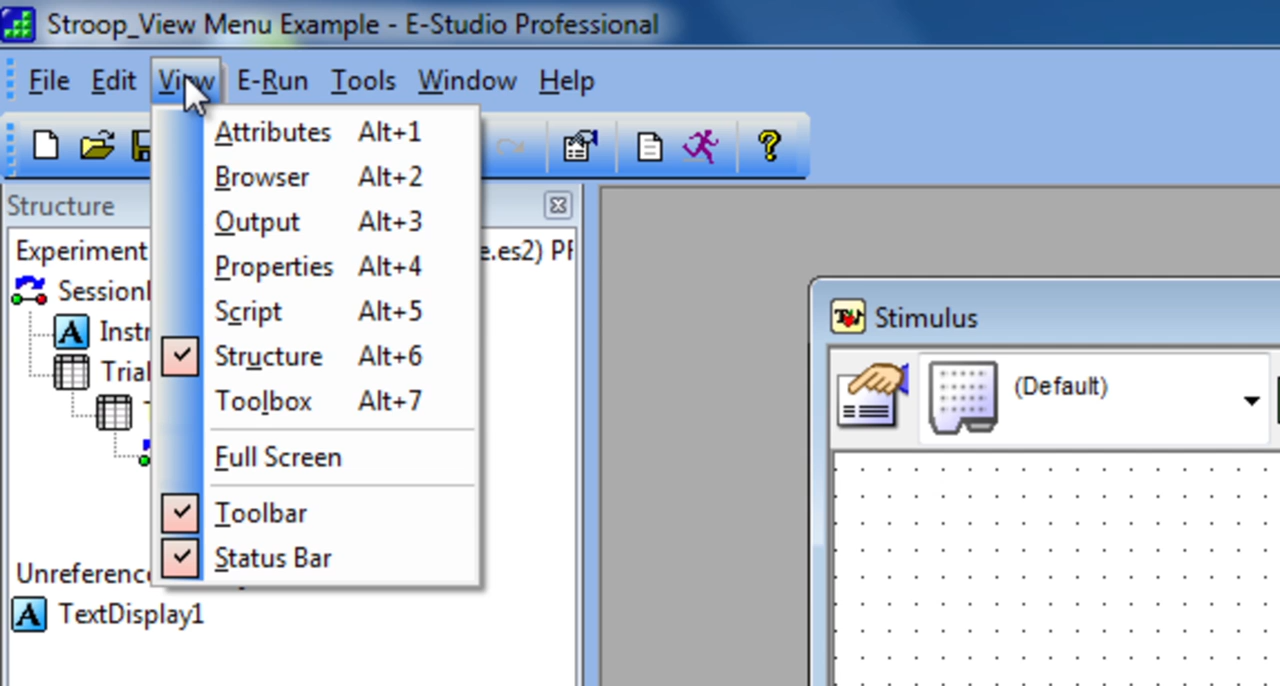 Stroop_View Menu Example - E-Studio Professional
File Edit View E-Run Tools Window Help
Attributes Alt+1
Browser Alt+2
Output Alt+3
Properties Alt+4
Script Alt+5
Structure Alt+6
Toolbox Alt+7
Full Screen
Toolbar
Status Bar
Structure
Experiment e.es2)
TextDisplay1
Stimulus
(Default)